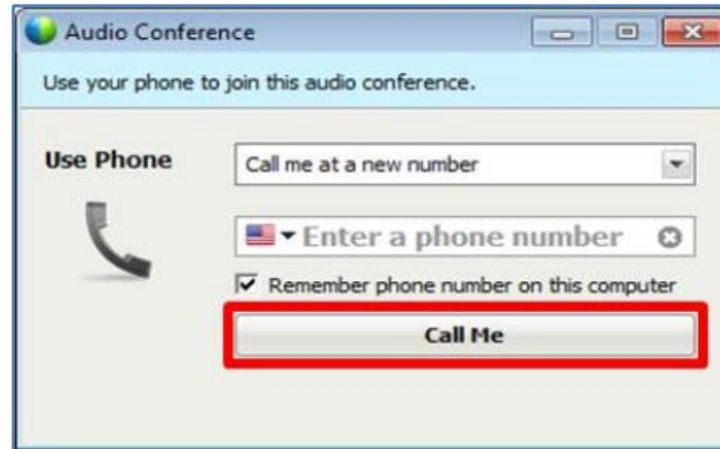 Audio Conference
Use your phone to join this audio conference.
Use Phone
Call me at a new number
Enter a phone number
Remember phone number on this computer
Call Me